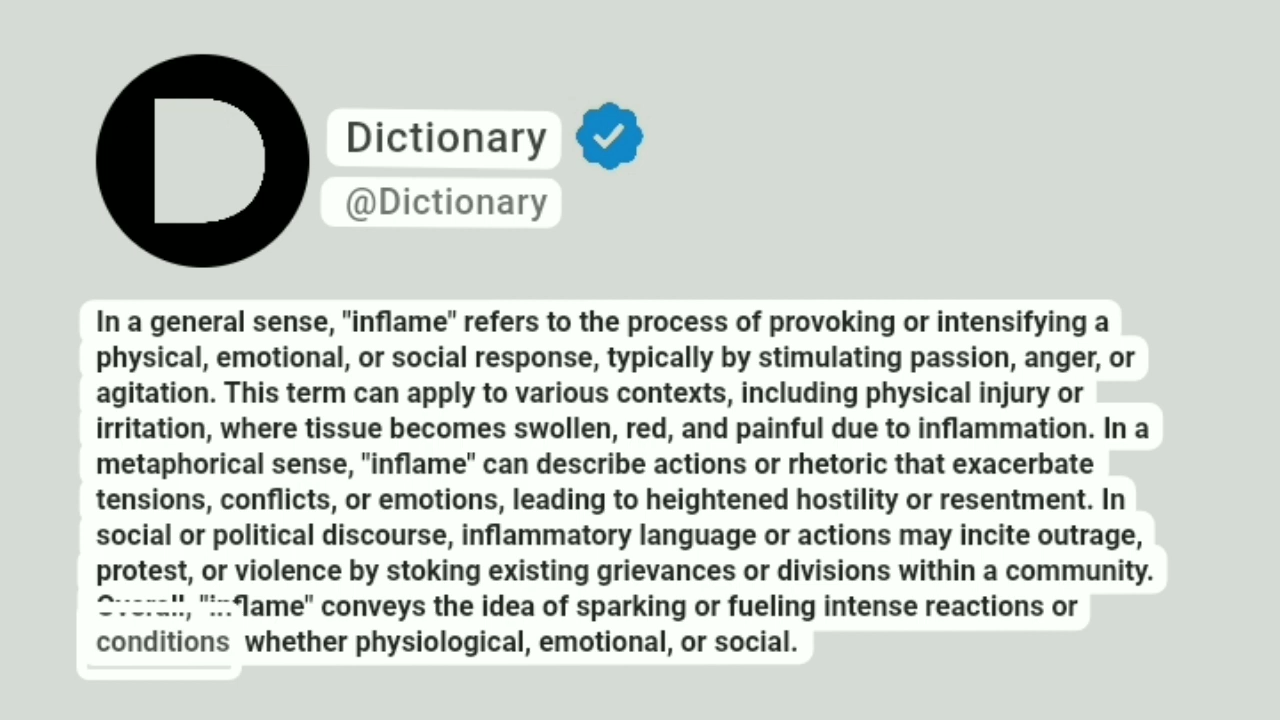 D
Dictionary
@Dictionary
In a general sense, "inflame" refers to the process of provoking or intensifying a
physical, emotional, or social response, typically by stimulating passion, anger, or
agitation. This term can apply to various contexts, including physical injury or
irritation, where tissue becomes swollen, red, and painful due to inflammation. In a
metaphorical sense, "inflame" can describe actions or rhetoric that exacerbate
tensions, conflicts, or emotions, leading to heightened hostility or resentment. In
social or political discourse, inflammatory language or actions may incite outrage,
protest, or violence by stoking existing grievances or divisions within a community.
Overall, "inflame" conveys the idea of sparking or fueling intense reactions or
conditions whether physiological, emotional, or social.